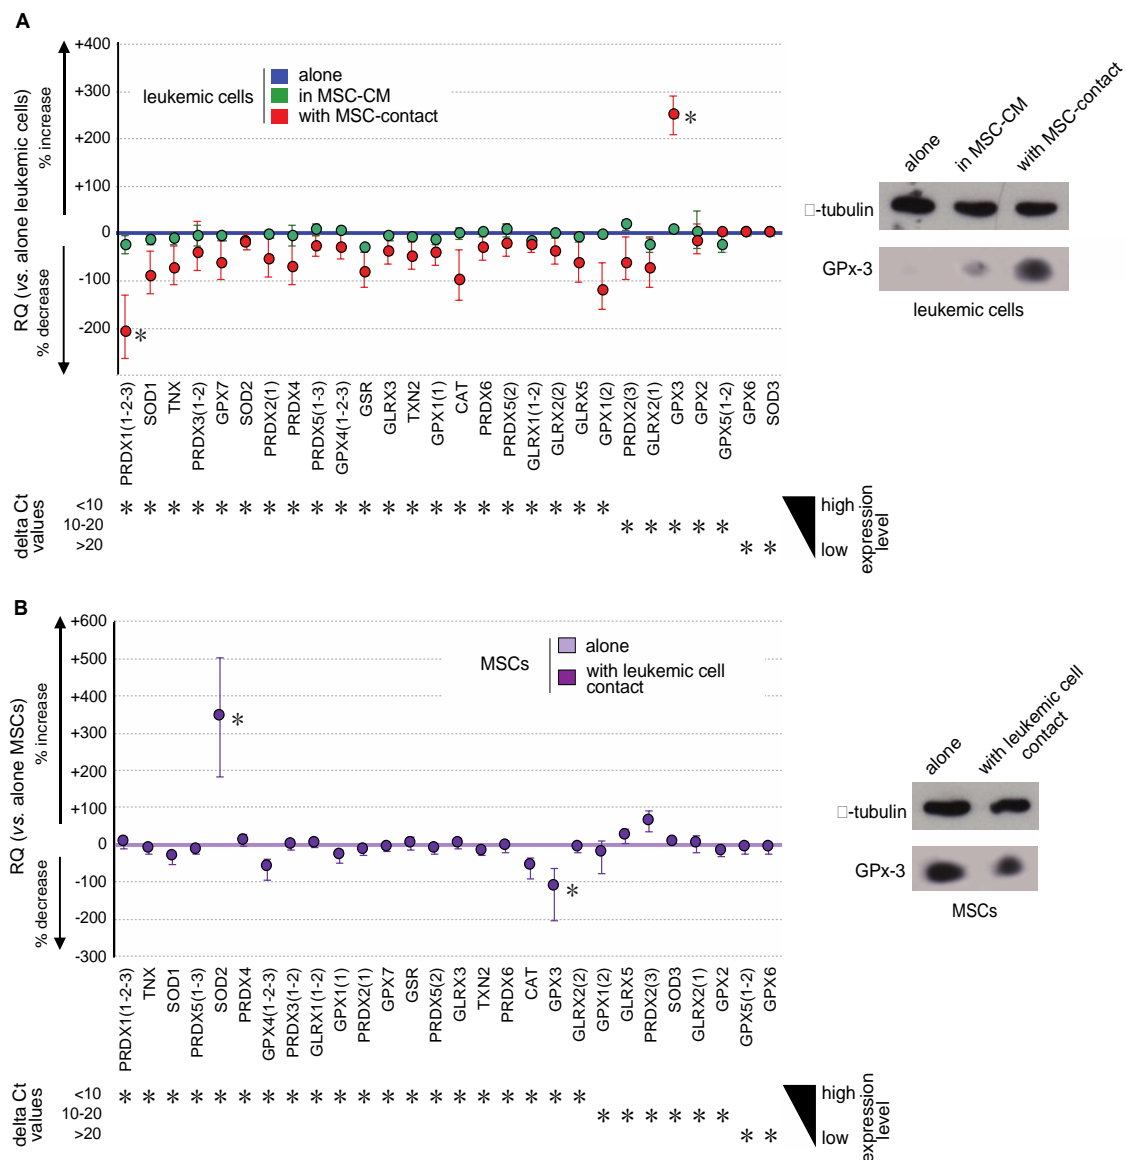 A
+400
+300
+200
+100
0
-100
-200
RQ (vs. alone leukemic cells)
% increase
% decrease
leukemic cells
alone
in MSC-CM
with MSC-contact
*
*
PRDX1(1-2-3)
SOD1
TNX
PRDX3(1-2)
GPX7
SOD2
PRDX2(1)
PRDX4
PRDX5(1-3)
GPX4(1-2-3)
GSR
GLRX3
TXN2
GPX1(1)
CAT
PRDX6
PRDX5(2)
GLRX1(1-2)
GLRX2(2)
GLRX5
GPX1(2)
PRDX2(3)
GLRX2(1)
GPX3
GPX2
GPX5(1-2)
GPX6
SOD3
delta Ct
values
<10 * * * * * * * * * * * * * * * * * * * * *
10-20 * * * * *
>20 * *
high
low
expression
level
alone
in MSC-CM
with MSC-contact
□-tubulin
GPx-3
leukemic cells
B
+600
+500
+400
+300
+200
+100
0
-100
-200
-300
RQ (vs. alone MSCs)
% increase
% decrease
MSCs
alone
with leukemic cell
contact
*
*
PRDX1(1-2-3)
TNX
SOD1
PRDX5(1-3)
SOD2
PRDX4
GPX4(1-2-3)
PRDX3(1-2)
GLRX1(1-2)
GPX1(1)
PRDX2(1)
GPX7
GSR
PRDX5(2)
GLRX3
TXN2
PRDX6
CAT
GPX3
GLRX2(2)
GPX1(2)
GLRX5
PRDX2(3)
SOD3
GLRX2(1)
GPX2
GPX5(1-2)
GPX6
delta Ct
values
<10 * * * * * * * * * * * * * * * * * * * *
10-20 * * * * * *
>20 * *
high
low
expression
level
alone
with leukemic cell
contact
□-tubulin
GPx-3
MSCs